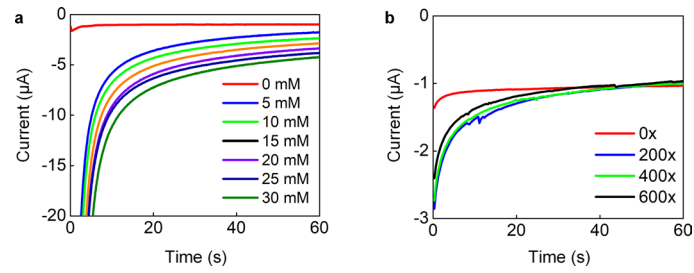 a
Current (µA)
0
-5
-10
-15
-20
0 20 40 60
Time (s)
0 mM
5 mM
10 mM
15 mM
20 mM
25 mM
30 mM
b
Current (µA)
0
-1
-2
-3
0 20 40 60
Time (s)
0x
200x
400x
600x